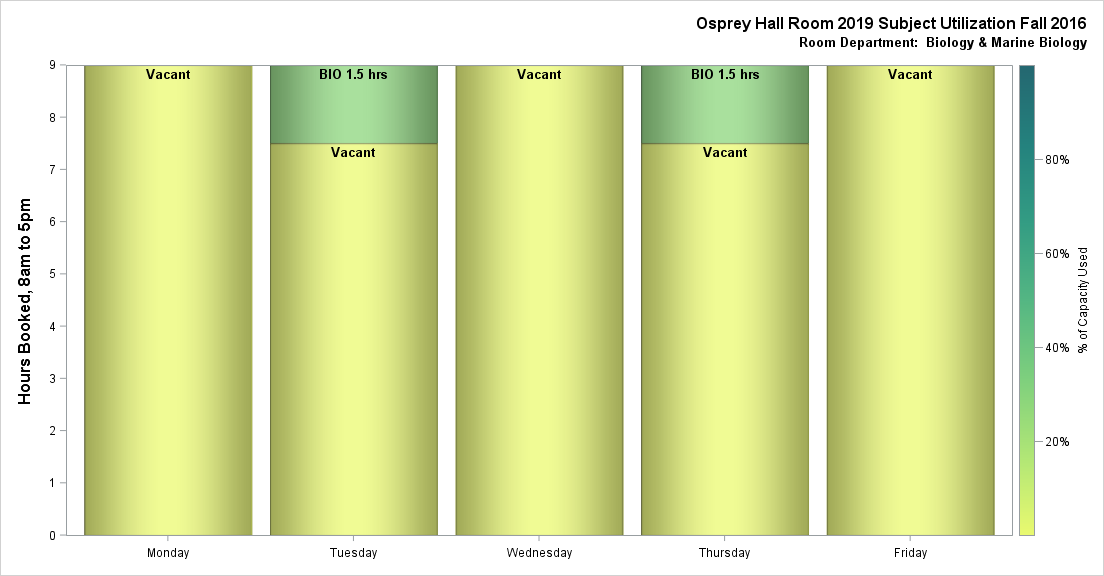 Osprey Hall Room 2019 Subject Utilization Fall 2016
Room Department:  Biology & Marine Biology
Hours Booked, 8am to 5pm
9
8
7
6
5
4
3
2
1
0
Vacant
BIO 1.5 hrs
Vacant
Vacant
BIO 1.5 hrs
Vacant
Vacant
Monday
Tuesday
Wednesday
Thursday
Friday
80%
60%
40%
20%
% of Capacity Used